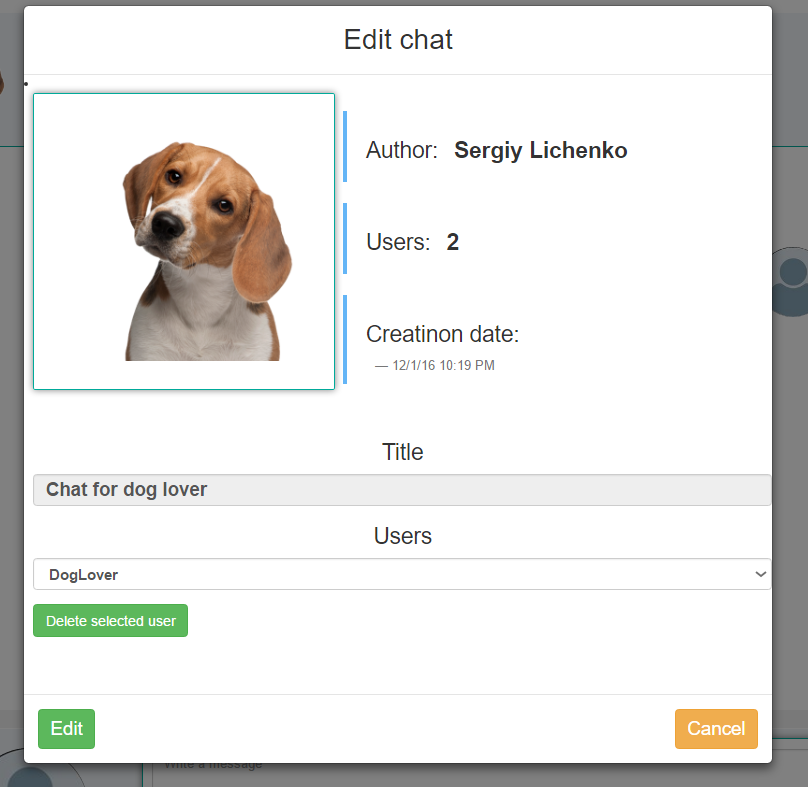 Edit chat
Author: Sergiy Lichenko
Users: 2
Creatinon date:
— 12/1/16 10:19 PM
Title
Chat for dog lover
Users
DogLover
Delete selected user
Edit
Cancel
Write a message